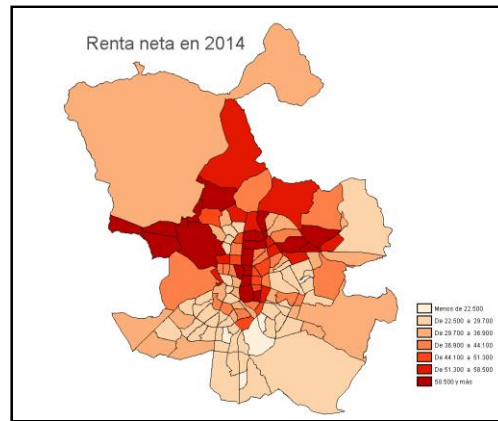 Renta neta en 2014
Menos de 22.500
De 22.500 a 29.700
De 29.700 a 36.900
De 36.900 a 44.100
De 44.100 a 51.300
De 51.300 a 58.500
58.500 y más